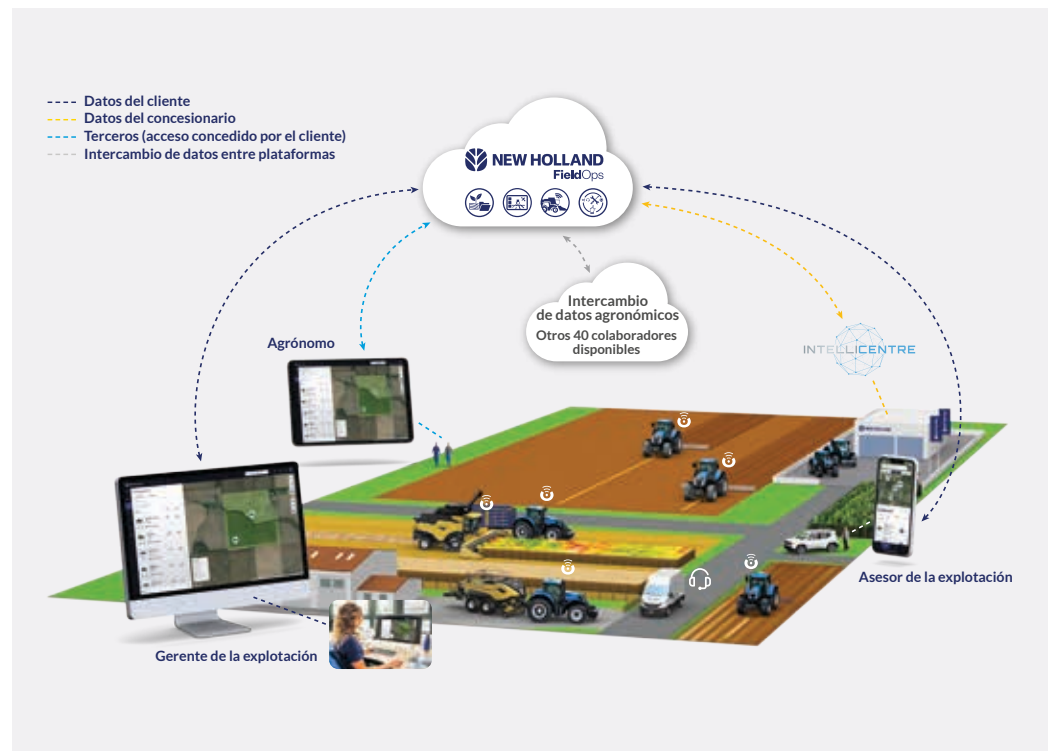 Datos del cliente
Datos del concesionario
Terceros (acceso concedido por el cliente)
Intercambio de datos entre plataformas
NEW HOLLAND
FieldOps
Intercambio
de datos agronómicos
Otros 40 colaboradores
disponibles
Agrónomo
INTELLICENTRE
NEW HOLLAND
Asesor de la explotación
Gerente de la explotación